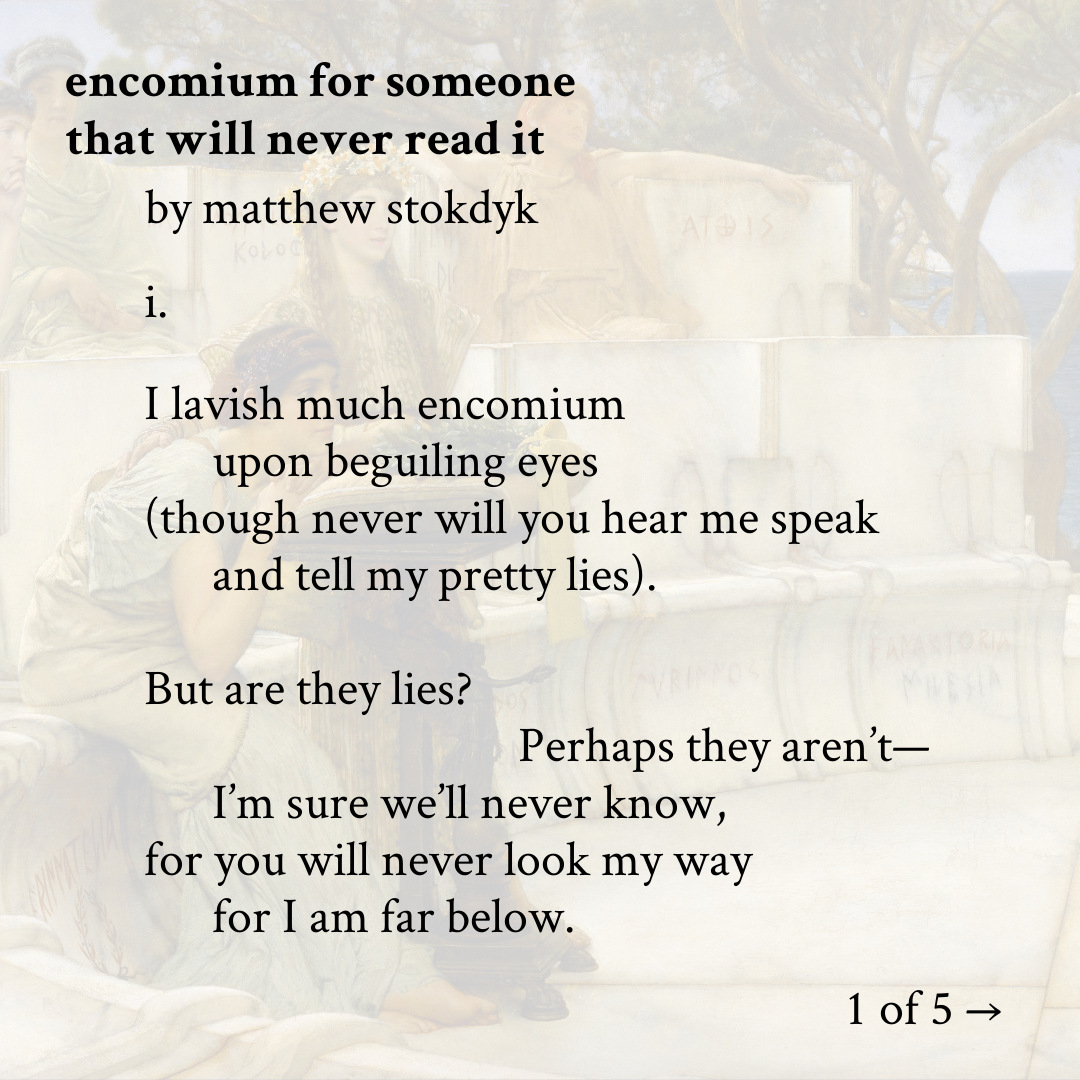 encomium for someone
that will never read it
by matthew stokdyk
i.
I lavish much encomium
upon beguiling eyes
(though never will you hear me speak
and tell my pretty lies).
But are they lies?
Perhaps they aren’t—
I’m sure we’ll never know,
for you will never look my way
for I am far below.
1 of 5 →